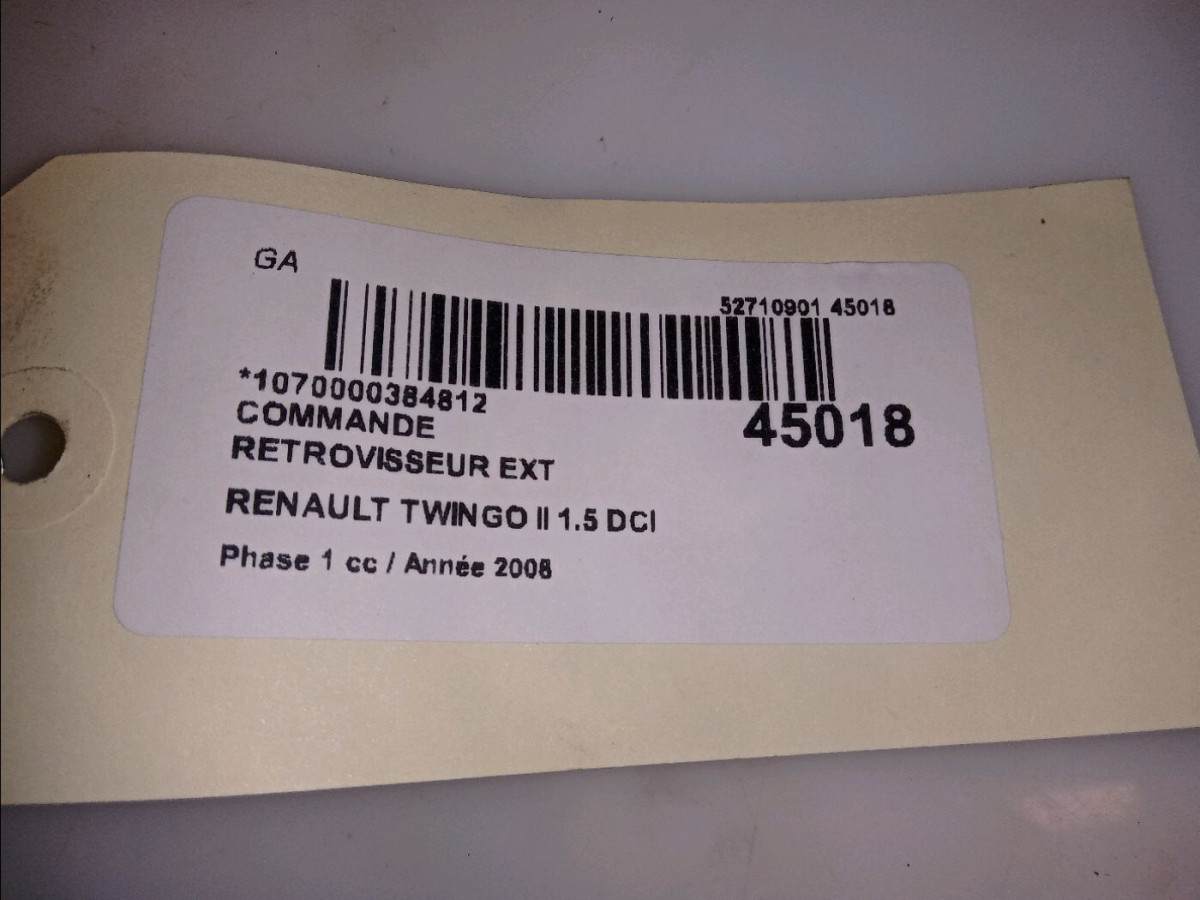 GA
52710901 45018
*1070000384812
45018
COMMANDE
RETROVISSEUR EXT
RENAULT TWINGO II 1.5 DCI
Phase 1 cc / Année 2008